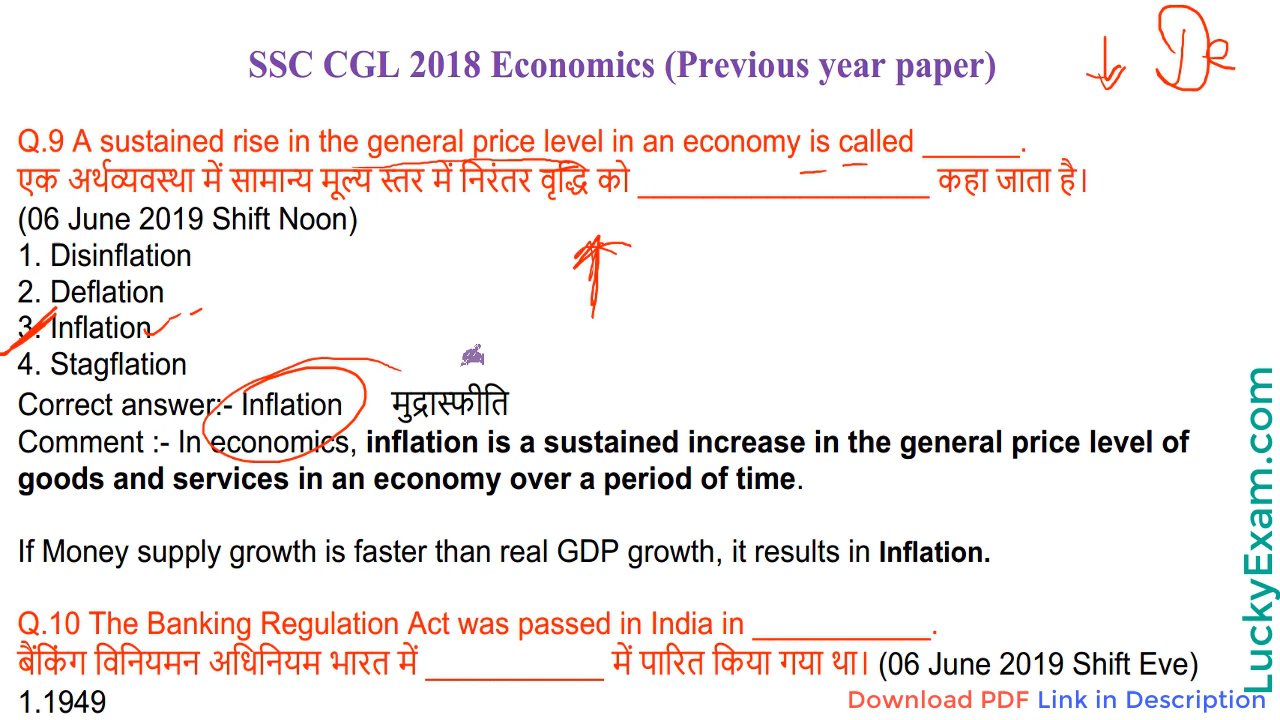 SSC CGL 2018 Economics (Previous year paper)
De
Q.9 A sustained rise in the general price level in an economy is called ______.
एक अर्थव्यवस्था में सामान्य मूल्य स्तर में निरंतर वृद्धि को __________________ कहा जाता है।
(06 June 2019 Shift Noon)
1. Disinflation
2. Deflation
3. Inflation
4. Stagflation
Correct answer:- Inflation मुद्रास्फीति
Comment :- In economics, inflation is a sustained increase in the general price level of
goods and services in an economy over a period of time.
If Money supply growth is faster than real GDP growth, it results in Inflation.
Q.10 The Banking Regulation Act was passed in India in ___________.
बैंकिंग विनियमन अधिनियम भारत में ___________ में पारित किया गया था। (06 June 2019 Shift Eve)
1.1949
Download PDF Link in Description
LuckyExam.com